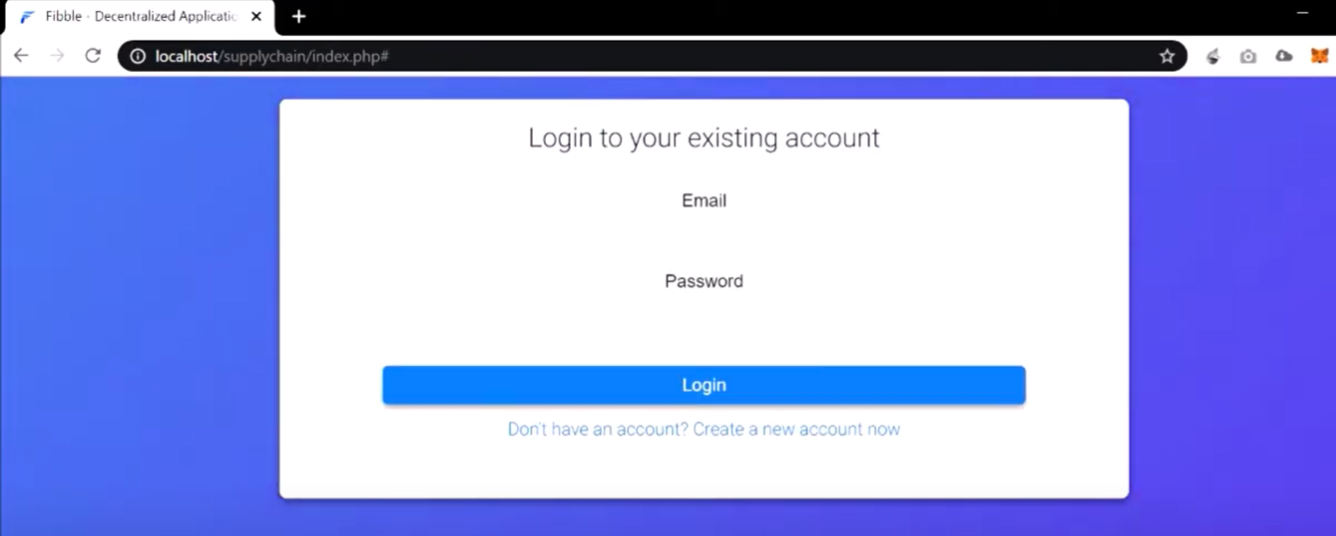 Fibble - Decentralized Applicatic
localhost/supplychain/index.php#
Login to your existing account
Email
Password
Login
Don't have an account? Create a new account now